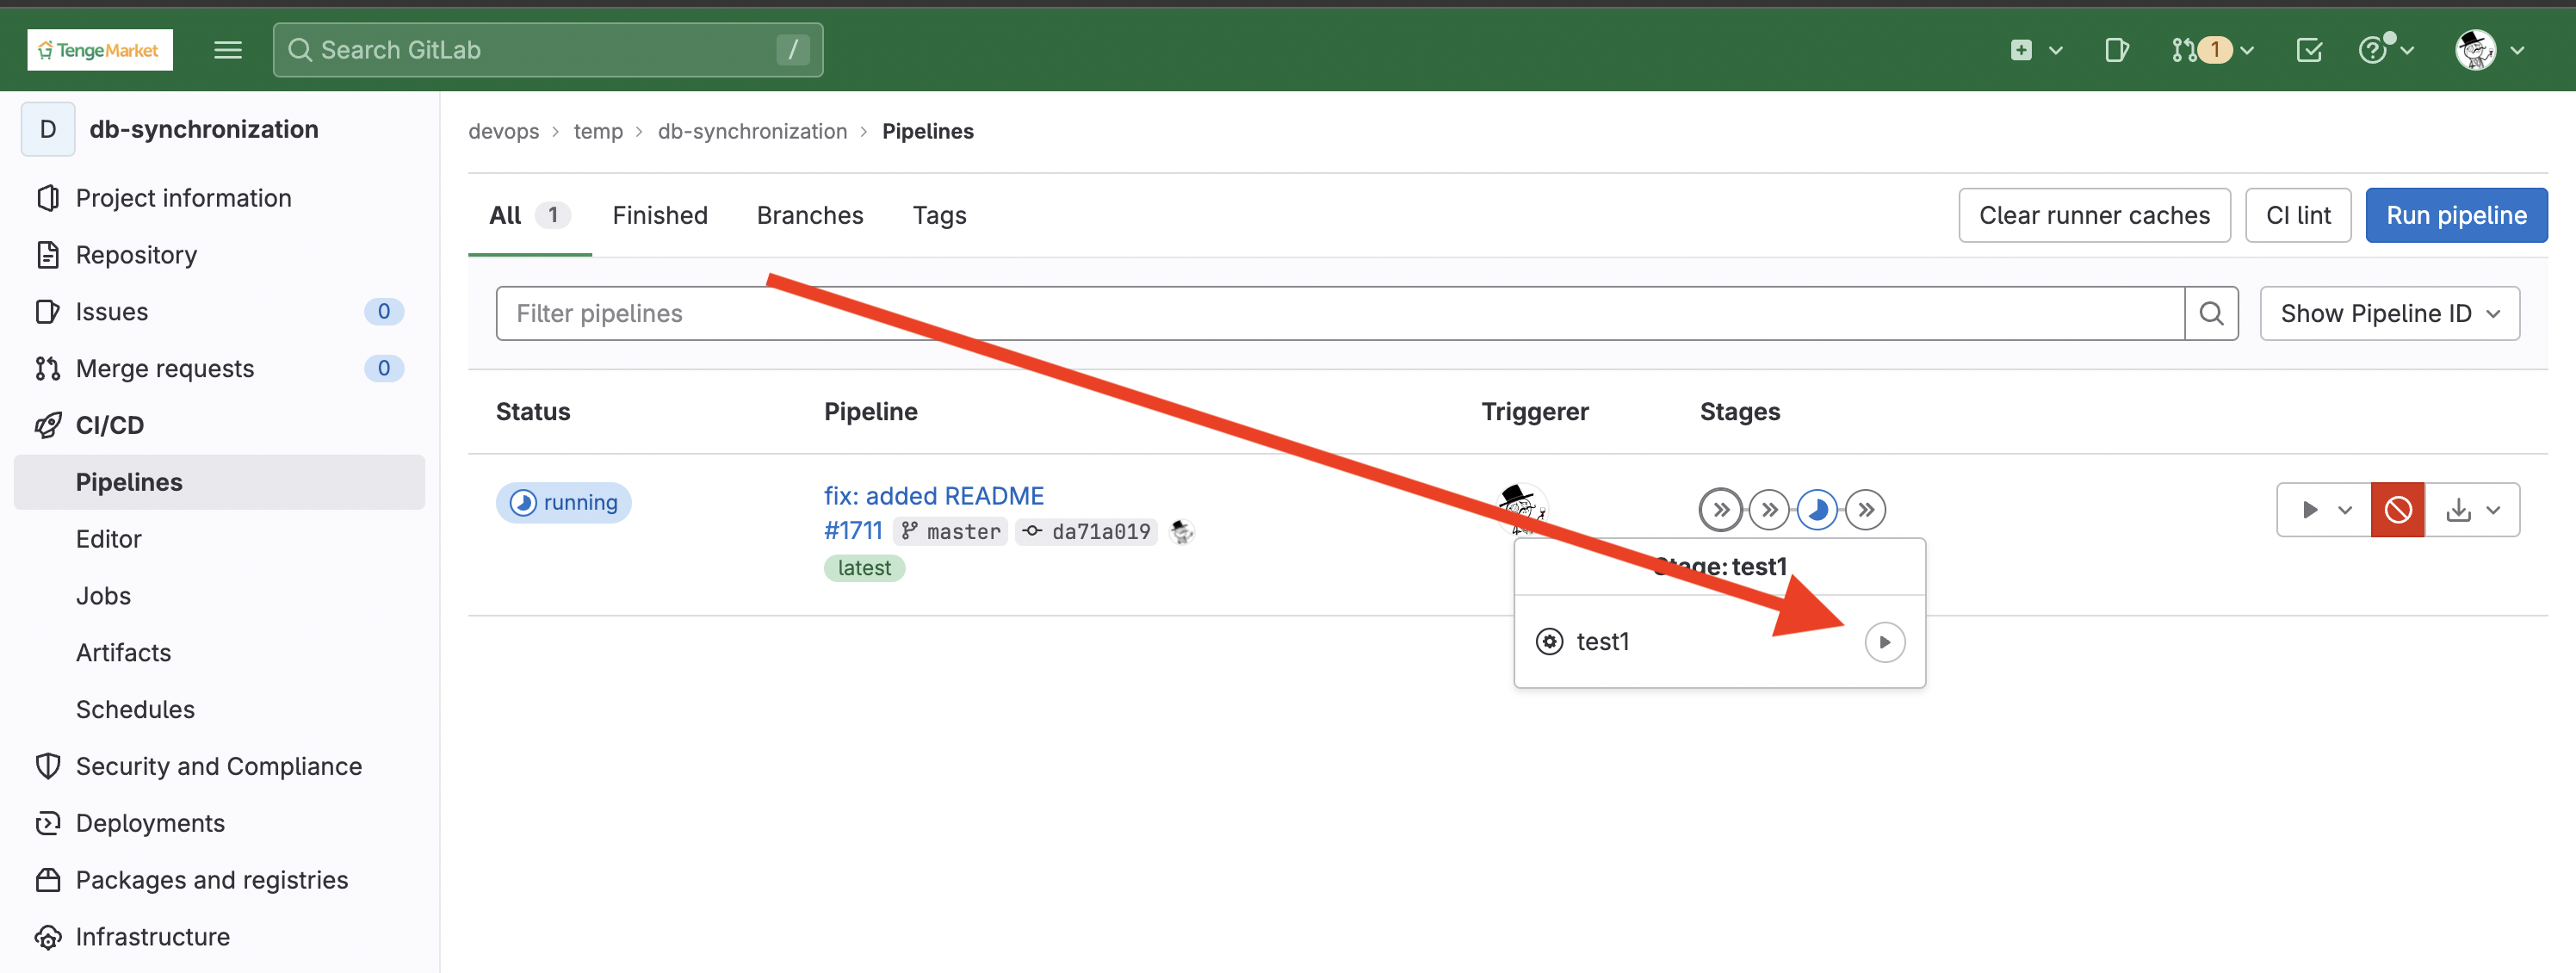 TengeMarket
Search GitLab
/
1
D
db-synchronization
Project information
Repository
Issues
0
Merge requests
0
CI/CD
Pipelines
Editor
Jobs
Artifacts
Schedules
Security and Compliance
Deployments
Packages and registries
Infrastructure
devops > temp > db-synchronization > Pipelines
All 1 Finished Branches Tags
Clear runner caches CI lint Run pipeline
Filter pipelines
Show Pipeline ID
Status Pipeline Triggerer Stages
running
fix: added README
#1711 master da71a019
latest
Stage: test1
test1